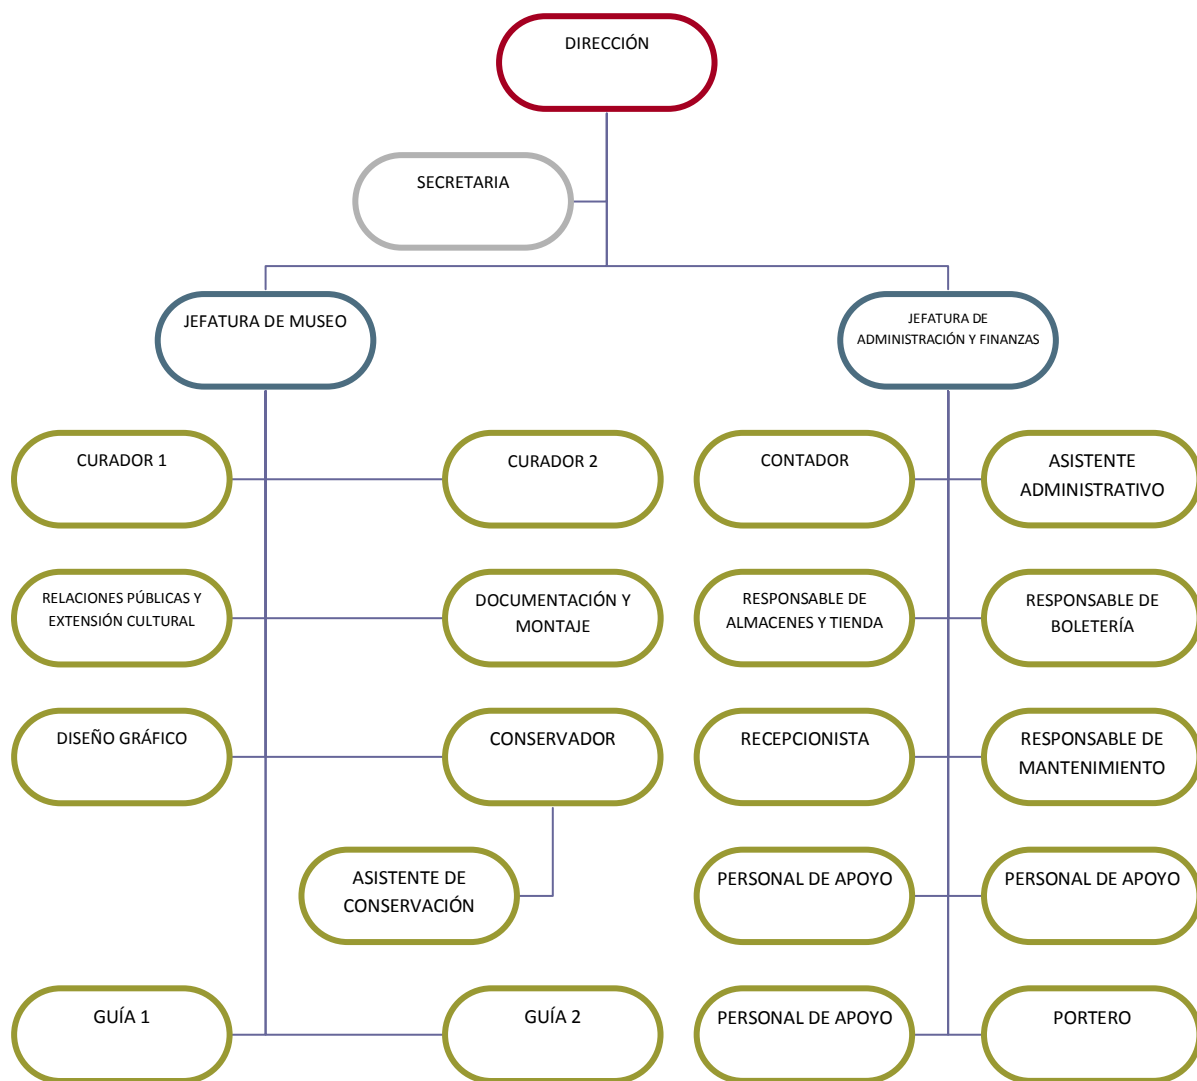 DIRECCIÓN
SECRETARIA
JEFATURA DE MUSEO
JEFATURA DE
ADMINISTRACIÓN Y FINANZAS
CURADOR 1
CURADOR 2
CONTADOR
ASISTENTE
ADMINISTRATIVO
RELACIONES PÚBLICAS Y
EXTENSIÓN CULTURAL
DOCUMENTACIÓN Y
MONTAJE
RESPONSABLE DE
ALMACENES Y TIENDA
RESPONSABLE DE
BOLETERÍA
DISEÑO GRÁFICO
CONSERVADOR
RECEPCIONISTA
RESPONSABLE DE
MANTENIMIENTO
ASISTENTE DE
CONSERVACIÓN
PERSONAL DE APOYO
PERSONAL DE APOYO
GUÍA 1
GUÍA 2
PERSONAL DE APOYO
PORTERO